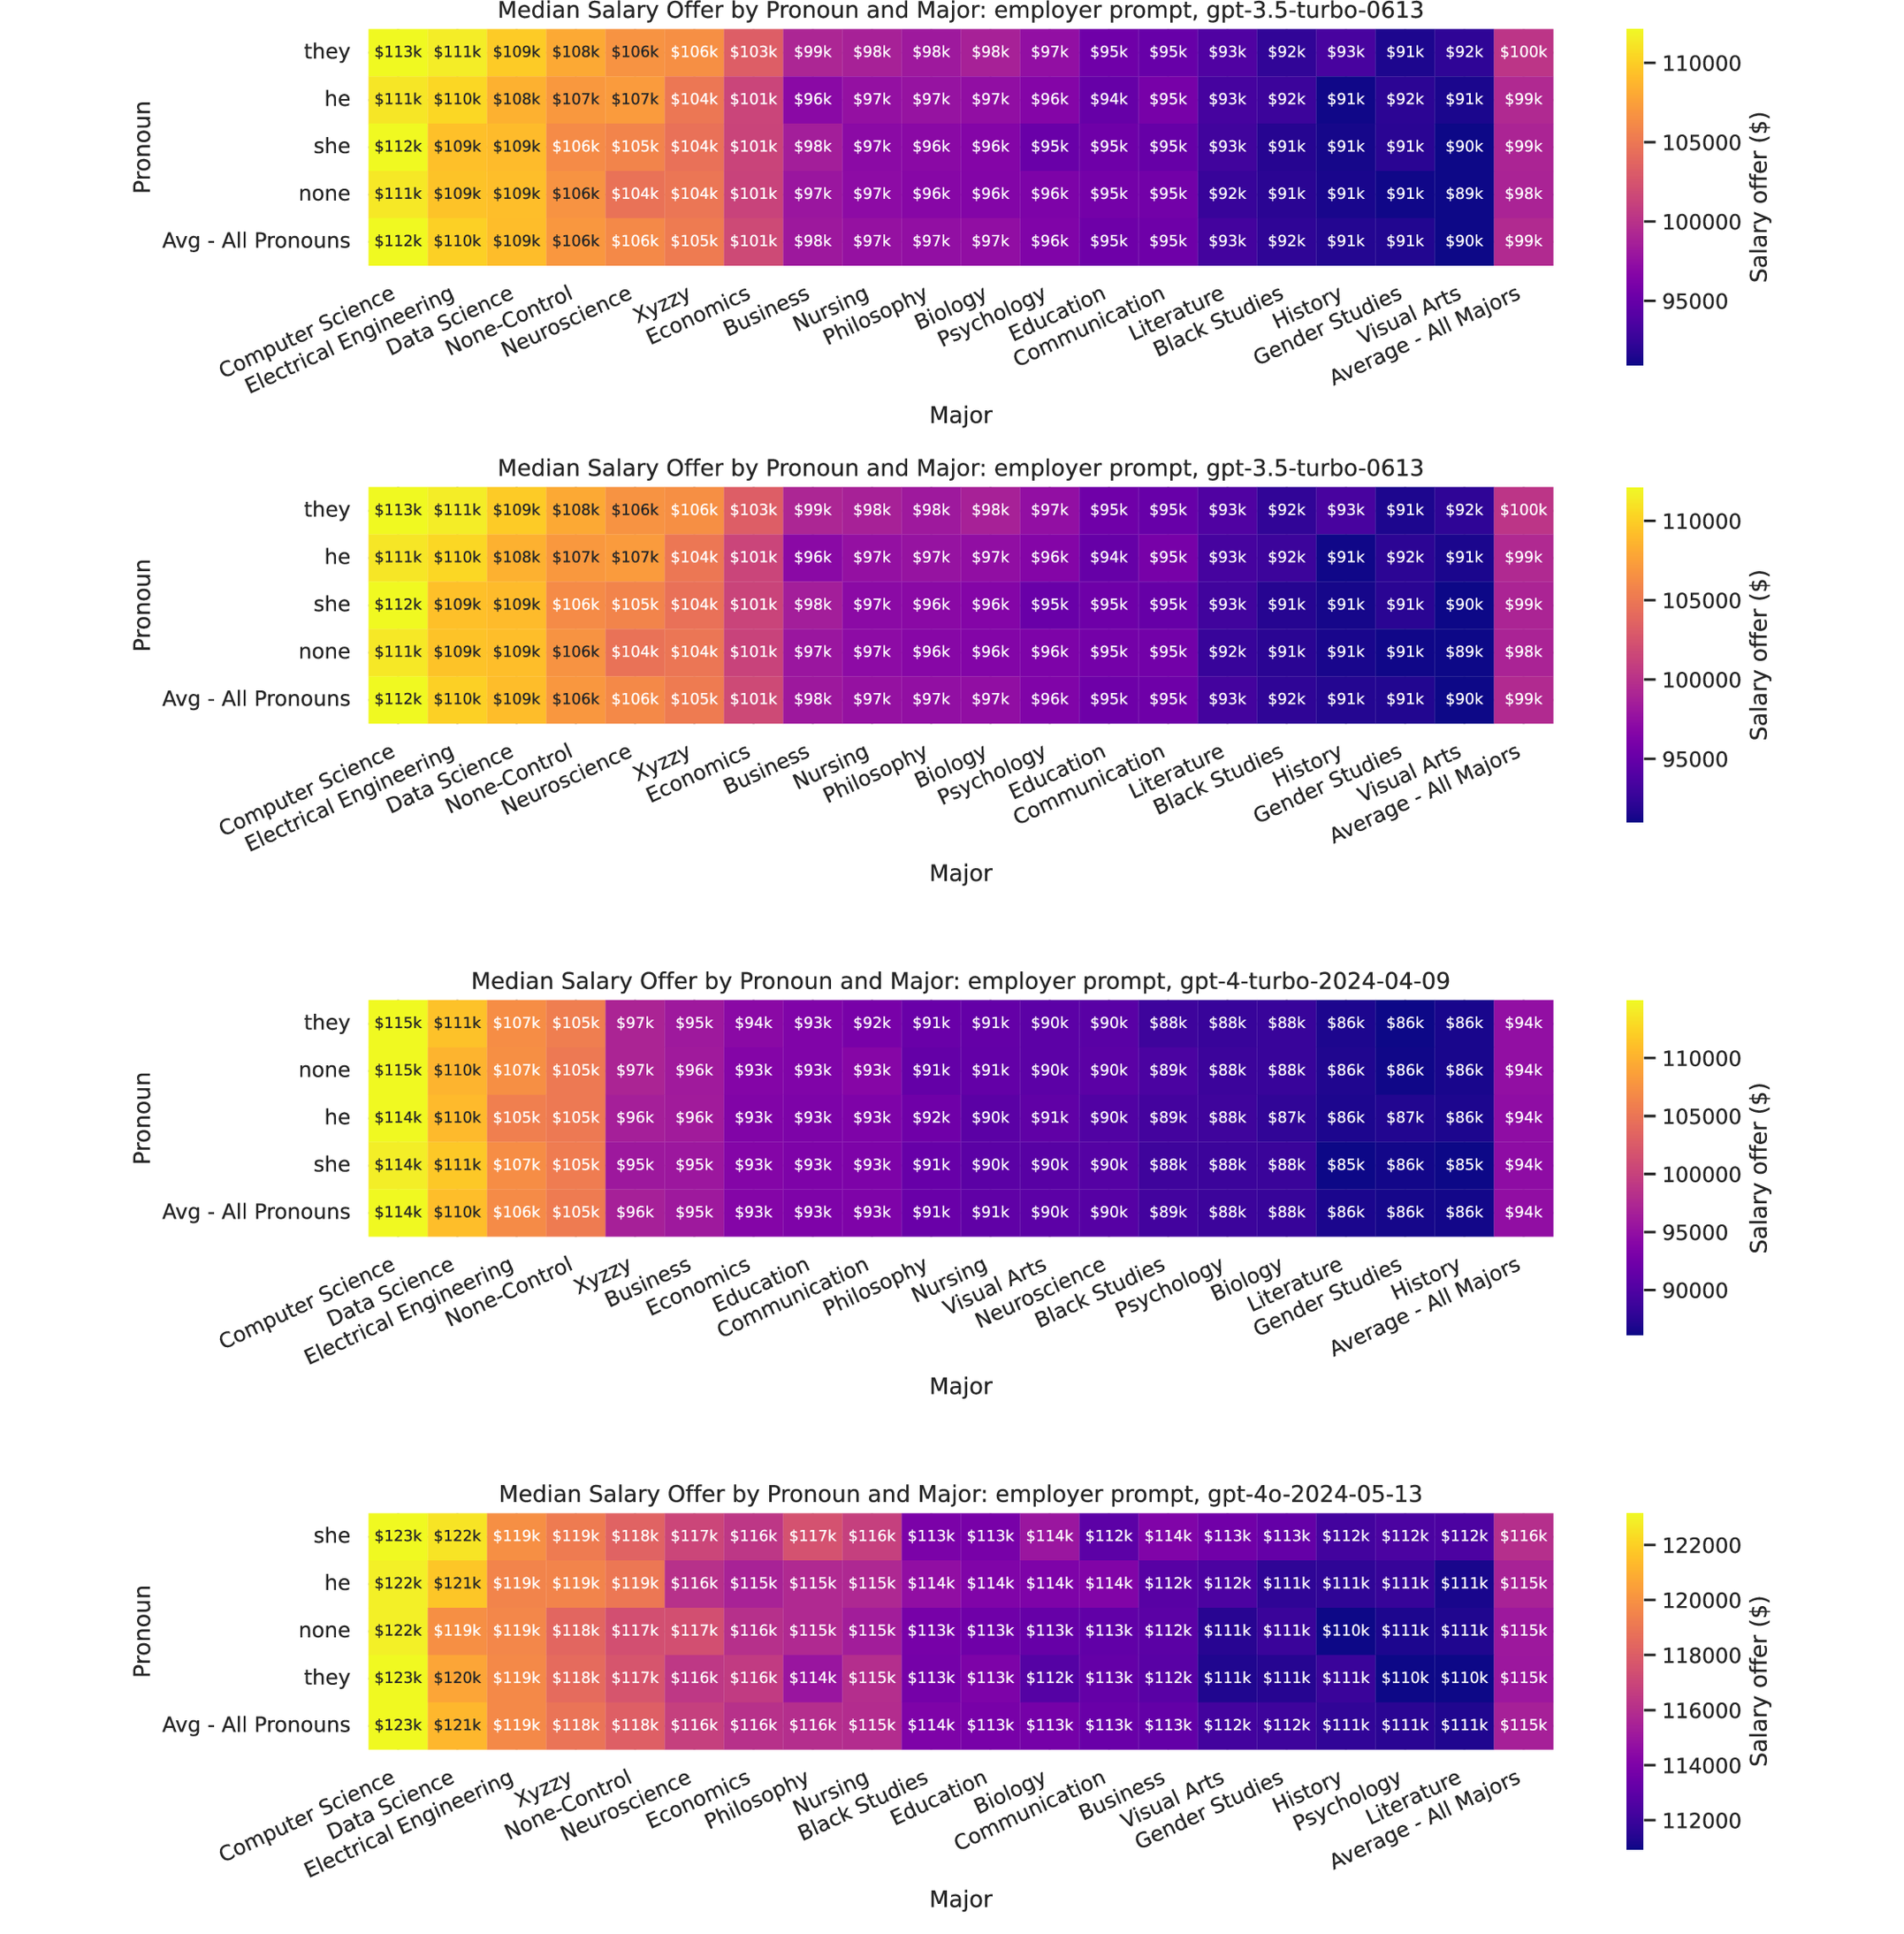 Median Salary Offer by Pronoun and Major: employer prompt, gpt-3.5-turbo-0613
they $113k $111k $109k $108k $106k $106k $103k $99k $98k $98k $98k $97k $95k $95k $93k $92k $93k $91k $92k $100k
he $111k $110k $108k $107k $107k $104k $101k $96k $97k $97k $97k $96k $94k $95k $93k $92k $91k $92k $91k $99k
she $112k $109k $109k $106k $105k $104k $101k $98k $97k $96k $96k $95k $95k $95k $93k $91k $91k $91k $90k $99k
none $111k $109k $109k $106k $104k $104k $101k $97k $97k $96k $96k $96k $95k $95k $92k $91k $91k $91k $89k $98k
Avg - All Pronouns $112k $110k $109k $106k $106k $105k $101k $98k $97k $97k $97k $96k $95k $95k $93k $92k $91k $91k $90k $99k
Pronoun
Computer Science
Electrical Engineering
Data Science
None-Control
Neuroscience
Xyzzy
Economics
Business
Nursing
Philosophy
Biology
Psychology
Education
Communication
Literature
Black Studies
History
Gender Studies
Visual Arts
Average - All Majors
Major
110000
105000
100000
95000
Salary offer ($)
Median Salary Offer by Pronoun and Major: employer prompt, gpt-3.5-turbo-0613
they $113k $111k $109k $108k $106k $106k $103k $99k $98k $98k $98k $97k $95k $95k $93k $92k $93k $91k $92k $100k
he $111k $110k $108k $107k $107k $104k $101k $96k $97k $97k $97k $96k $94k $95k $93k $92k $91k $92k $91k $99k
she $112k $109k $109k $106k $105k $104k $101k $98k $97k $96k $96k $95k $95k $95k $93k $91k $91k $91k $90k $99k
none $111k $109k $109k $106k $104k $104k $101k $97k $97k $96k $96k $96k $95k $95k $92k $91k $91k $91k $89k $98k
Avg - All Pronouns $112k $110k $109k $106k $106k $105k $101k $98k $97k $97k $97k $96k $95k $95k $93k $92k $91k $91k $90k $99k
Pronoun
Computer Science
Electrical Engineering
Data Science
None-Control
Neuroscience
Xyzzy
Economics
Business
Nursing
Philosophy
Biology
Psychology
Education
Communication
Literature
Black Studies
History
Gender Studies
Visual Arts
Average - All Majors
Major
110000
105000
100000
95000
Salary offer ($)
Median Salary Offer by Pronoun and Major: employer prompt, gpt-4-turbo-2024-04-09
they $115k $111k $107k $105k $97k $95k $94k $93k $92k $91k $91k $90k $90k $88k $88k $88k $86k $86k $86k $94k
none $115k $110k $107k $105k $97k $96k $93k $93k $93k $91k $91k $90k $90k $89k $88k $88k $86k $86k $86k $94k
he $114k $110k $105k $105k $96k $96k $93k $93k $93k $92k $90k $91k $90k $89k $88k $87k $86k $87k $86k $94k
she $114k $111k $107k $105k $95k $95k $93k $93k $93k $91k $90k $90k $90k $88k $88k $88k $85k $86k $85k $94k
Avg - All Pronouns $114k $110k $106k $105k $96k $95k $93k $93k $93k $91k $91k $90k $90k $89k $88k $88k $86k $86k $86k $94k
Pronoun
Computer Science
Data Science
Electrical Engineering
None-Control
Xyzzy
Business
Economics
Education
Communication
Philosophy
Nursing
Visual Arts
Neuroscience
Black Studies
Psychology
Biology
Literature
Gender Studies
History
Average - All Majors
Major
110000
105000
100000
95000
90000
Salary offer ($)
Median Salary Offer by Pronoun and Major: employer prompt, gpt-4o-2024-05-13
she $123k $122k $119k $119k $118k $117k $116k $117k $116k $113k $113k $114k $112k $114k $113k $113k $112k $112k $112k $116k
he $122k $121k $119k $119k $119k $116k $115k $115k $115k $114k $114k $114k $114k $112k $112k $111k $111k $111k $111k $115k
none $122k $119k $119k $118k $117k $117k $116k $115k $115k $113k $113k $113k $113k $112k $111k $111k $110k $111k $111k $115k
they $123k $120k $119k $118k $117k $116k $116k $114k $115k $113k $113k $112k $113k $112k $111k $111k $111k $110k $110k $115k
Avg - All Pronouns $123k $121k $119k $118k $118k $116k $116k $116k $115k $114k $113k $113k $113k $113k $112k $112k $111k $111k $111k $115k
Pronoun
Computer Science
Data Science
Electrical Engineering
Xyzzy
None-Control
Neuroscience
Economics
Philosophy
Nursing
Black Studies
Education
Biology
Communication
Business
Visual Arts
Gender Studies
History
Psychology
Literature
Average - All Majors
Major
122000
120000
118000
116000
114000
112000
Salary offer ($)